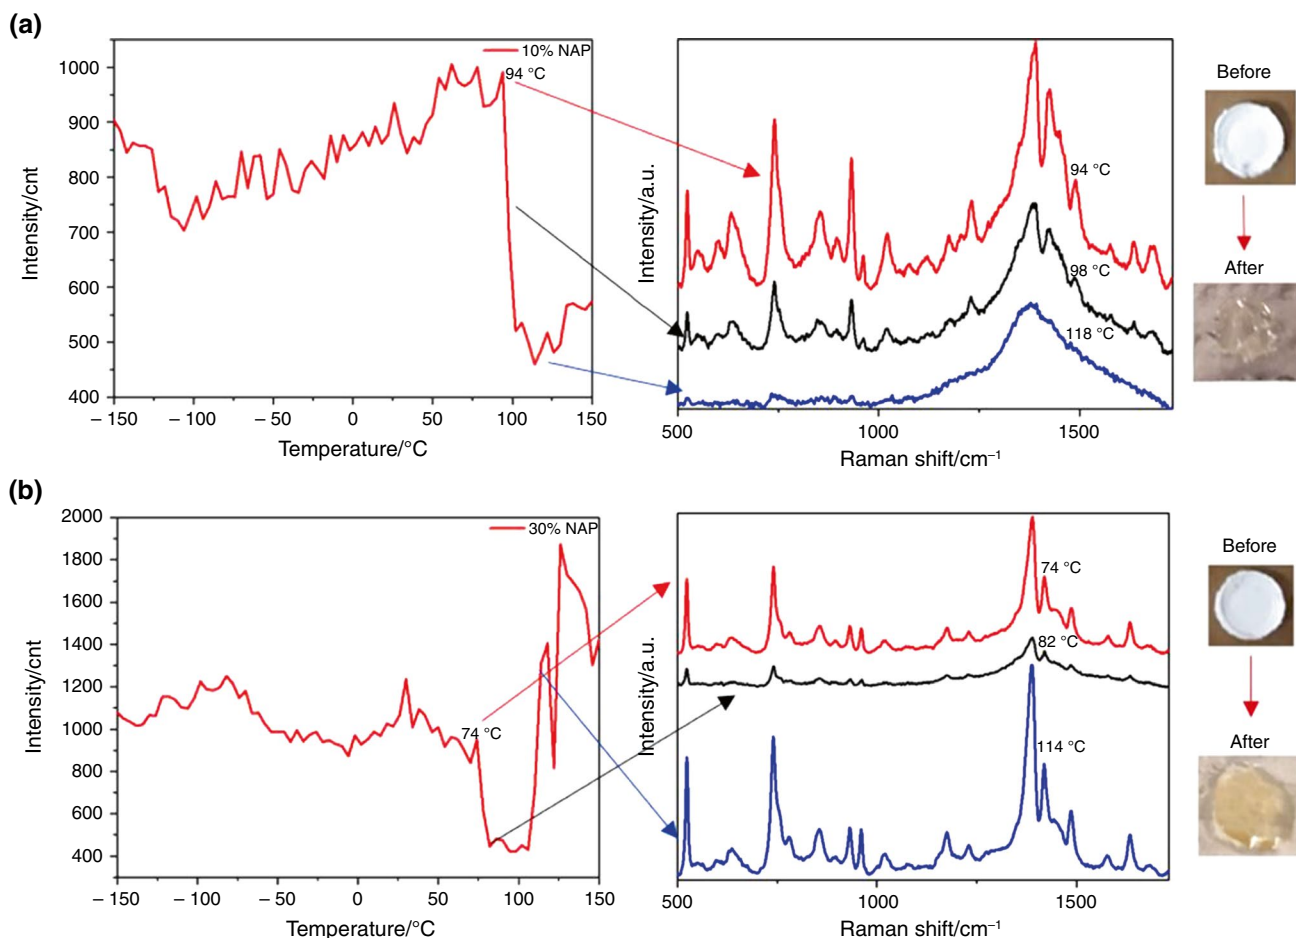 (a)
10% NAP
94 °C
1000
900
800
700
600
500
400
Intensity/cnt
– 150
– 100
– 50
0
50
100
150
Temperature/°C
94 °C
98 °C
118 °C
Intensity/a.u.
500
1000
1500
Raman shift/cm⁻¹
Before
After
(b)
30% NAP
74 °C
2000
1800
1600
1400
1200
1000
800
600
400
Intensity/cnt
– 150
– 100
– 50
0
50
100
150
Temperature/°C
74 °C
82 °C
114 °C
Intensity/a.u.
500
1000
1500
Raman shift/cm⁻¹
Before
After